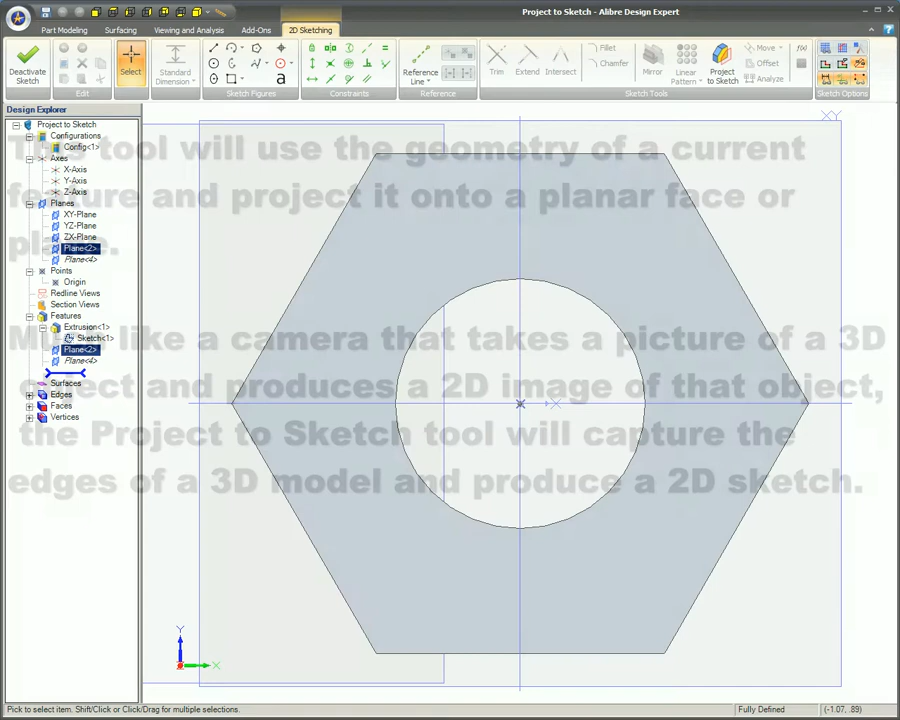 Project to Sketch - Alibre Design Expert
Part Modeling
Surfacing
Viewing and Analysis
Add-Ons
2D Sketching
Deactivate
Sketch
Edit
Select
Standard
Dimension
Sketch Figures
Constraints
Reference
Line
Reference
Trim
Extend
Intersect
Fillet
Chamfer
Mirror
Linear
Pattern
Project
to Sketch
Move
Offset
Analyze
f(x)
Sketch Tools
Sketch Options
Design Explorer
Project to Sketch
Configurations
Config<1>
Axes
X-Axis
Y-Axis
Z-Axis
Planes
XY-Plane
YZ-Plane
ZX-Plane
Plane<2>
Plane<4>
Points
Origin
Redline Views
Section Views
Features
Extrusion<1>
Sketch<1>
Plane<2>
Plane<4>
Surfaces
Edges
Faces
Vertices
XY
This tool will use the geometry of a current
feature and project it onto a planar face or
plane.
Much like a camera that takes a picture of a 3D
object and produces a 2D image of that object,
the Project to Sketch tool will capture the
edges of a 3D model and produce a 2D sketch.
X
Y
X
Pick to select item. Shift/Click or Click/Drag for multiple selections.
Fully Defined
(-1.07, .89)